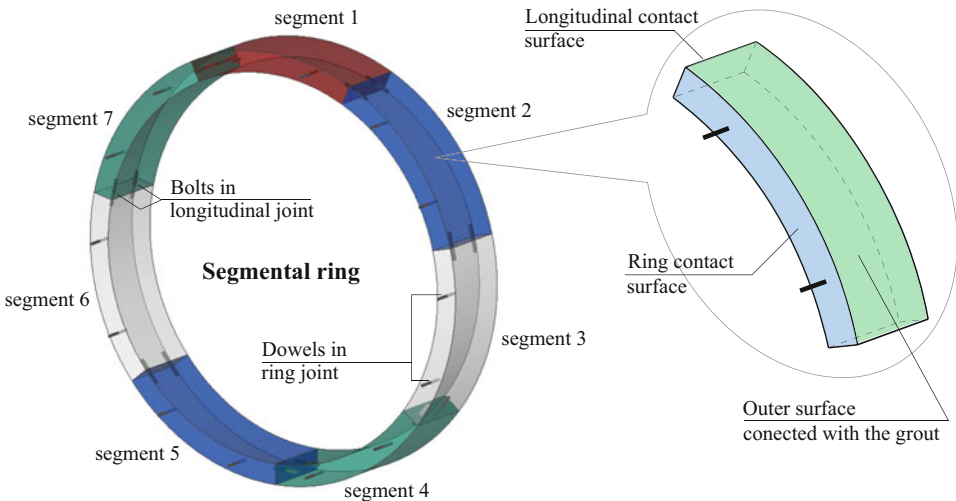 segment 1
segment 2
segment 7
Bolts in
longitudinal joint
Segmental ring
segment 6
segment 3
Dowels in
ring joint
segment 5
segment 4
Longitudinal contact
surface
Ring contact
surface
Outer surface
conected with the grout